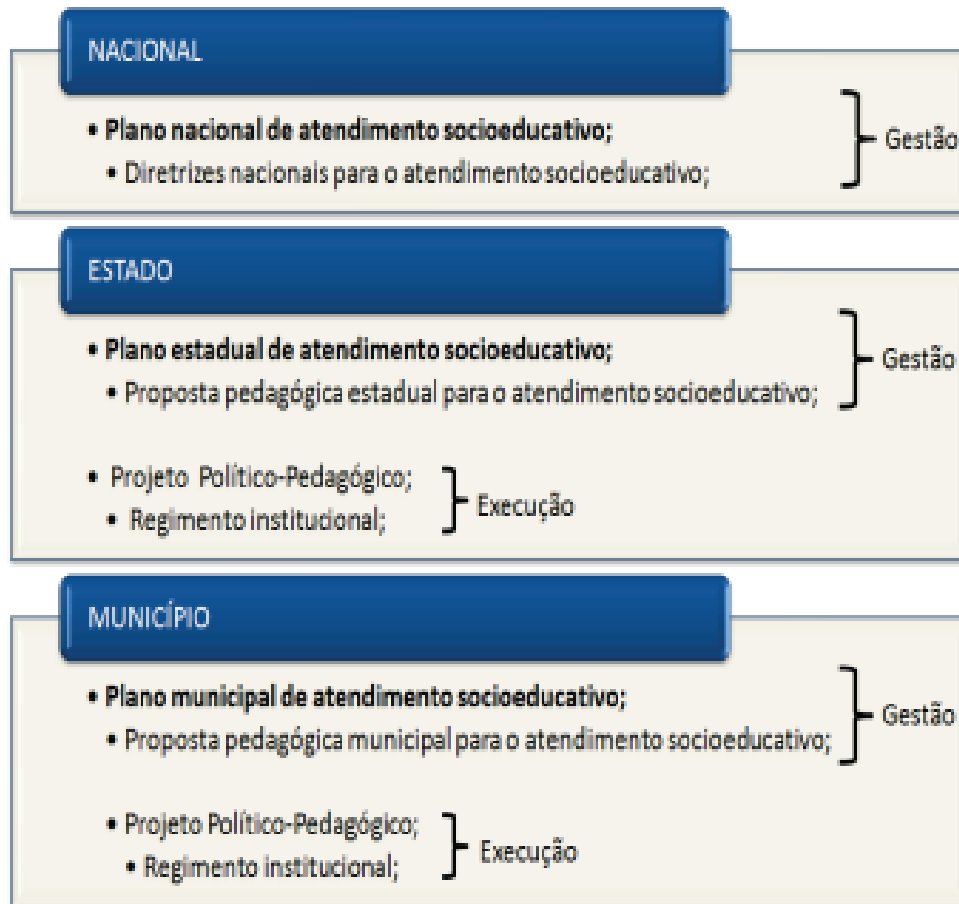 NACIONAL
• Plano nacional de atendimento socioeducativo;
• Diretrizes nacionais para o atendimento socioeducativo;
Gestão
ESTADO
• Plano estadual de atendimento socioeducativo;
• Proposta pedagógica estadual para o atendimento socioeducativo;
Gestão
• Projeto Político-Pedagógico;
• Regimento institucional;
Execução
MUNICÍPIO
• Plano municipal de atendimento socioeducativo;
• Proposta pedagógica municipal para o atendimento socioeducativo;
Gestão
• Projeto Político-Pedagógico;
• Regimento institucional;
Execução